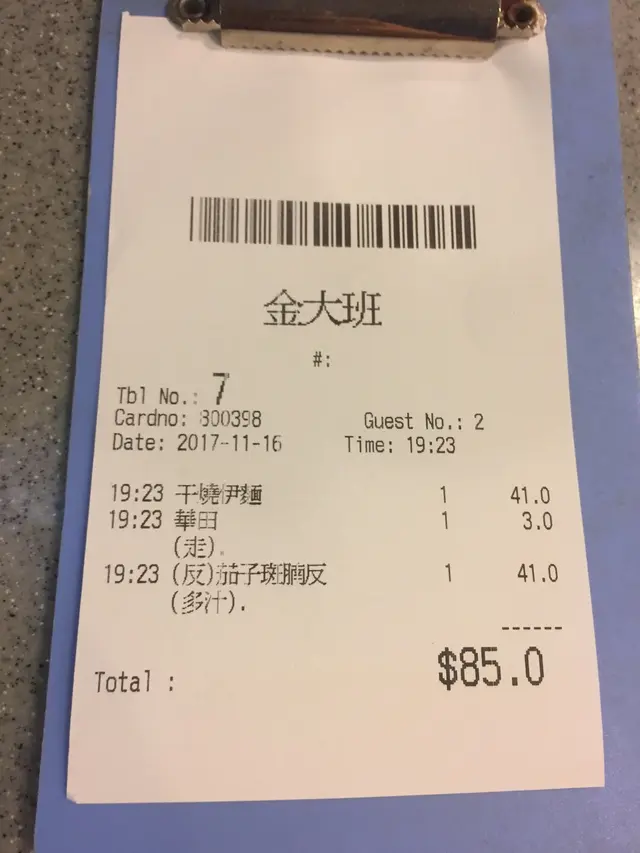 金大班
#:
Tbl No.: 7
Cardno: 800398 Guest No.: 2
Date: 2017-11-16 Time: 19:23
19:23 干燒伊麵 1 41.0
19:23 華田 1 3.0
(走).
19:23 (反)茄子斑腩反 1 41.0
(多汁).
------
Total : $85.0